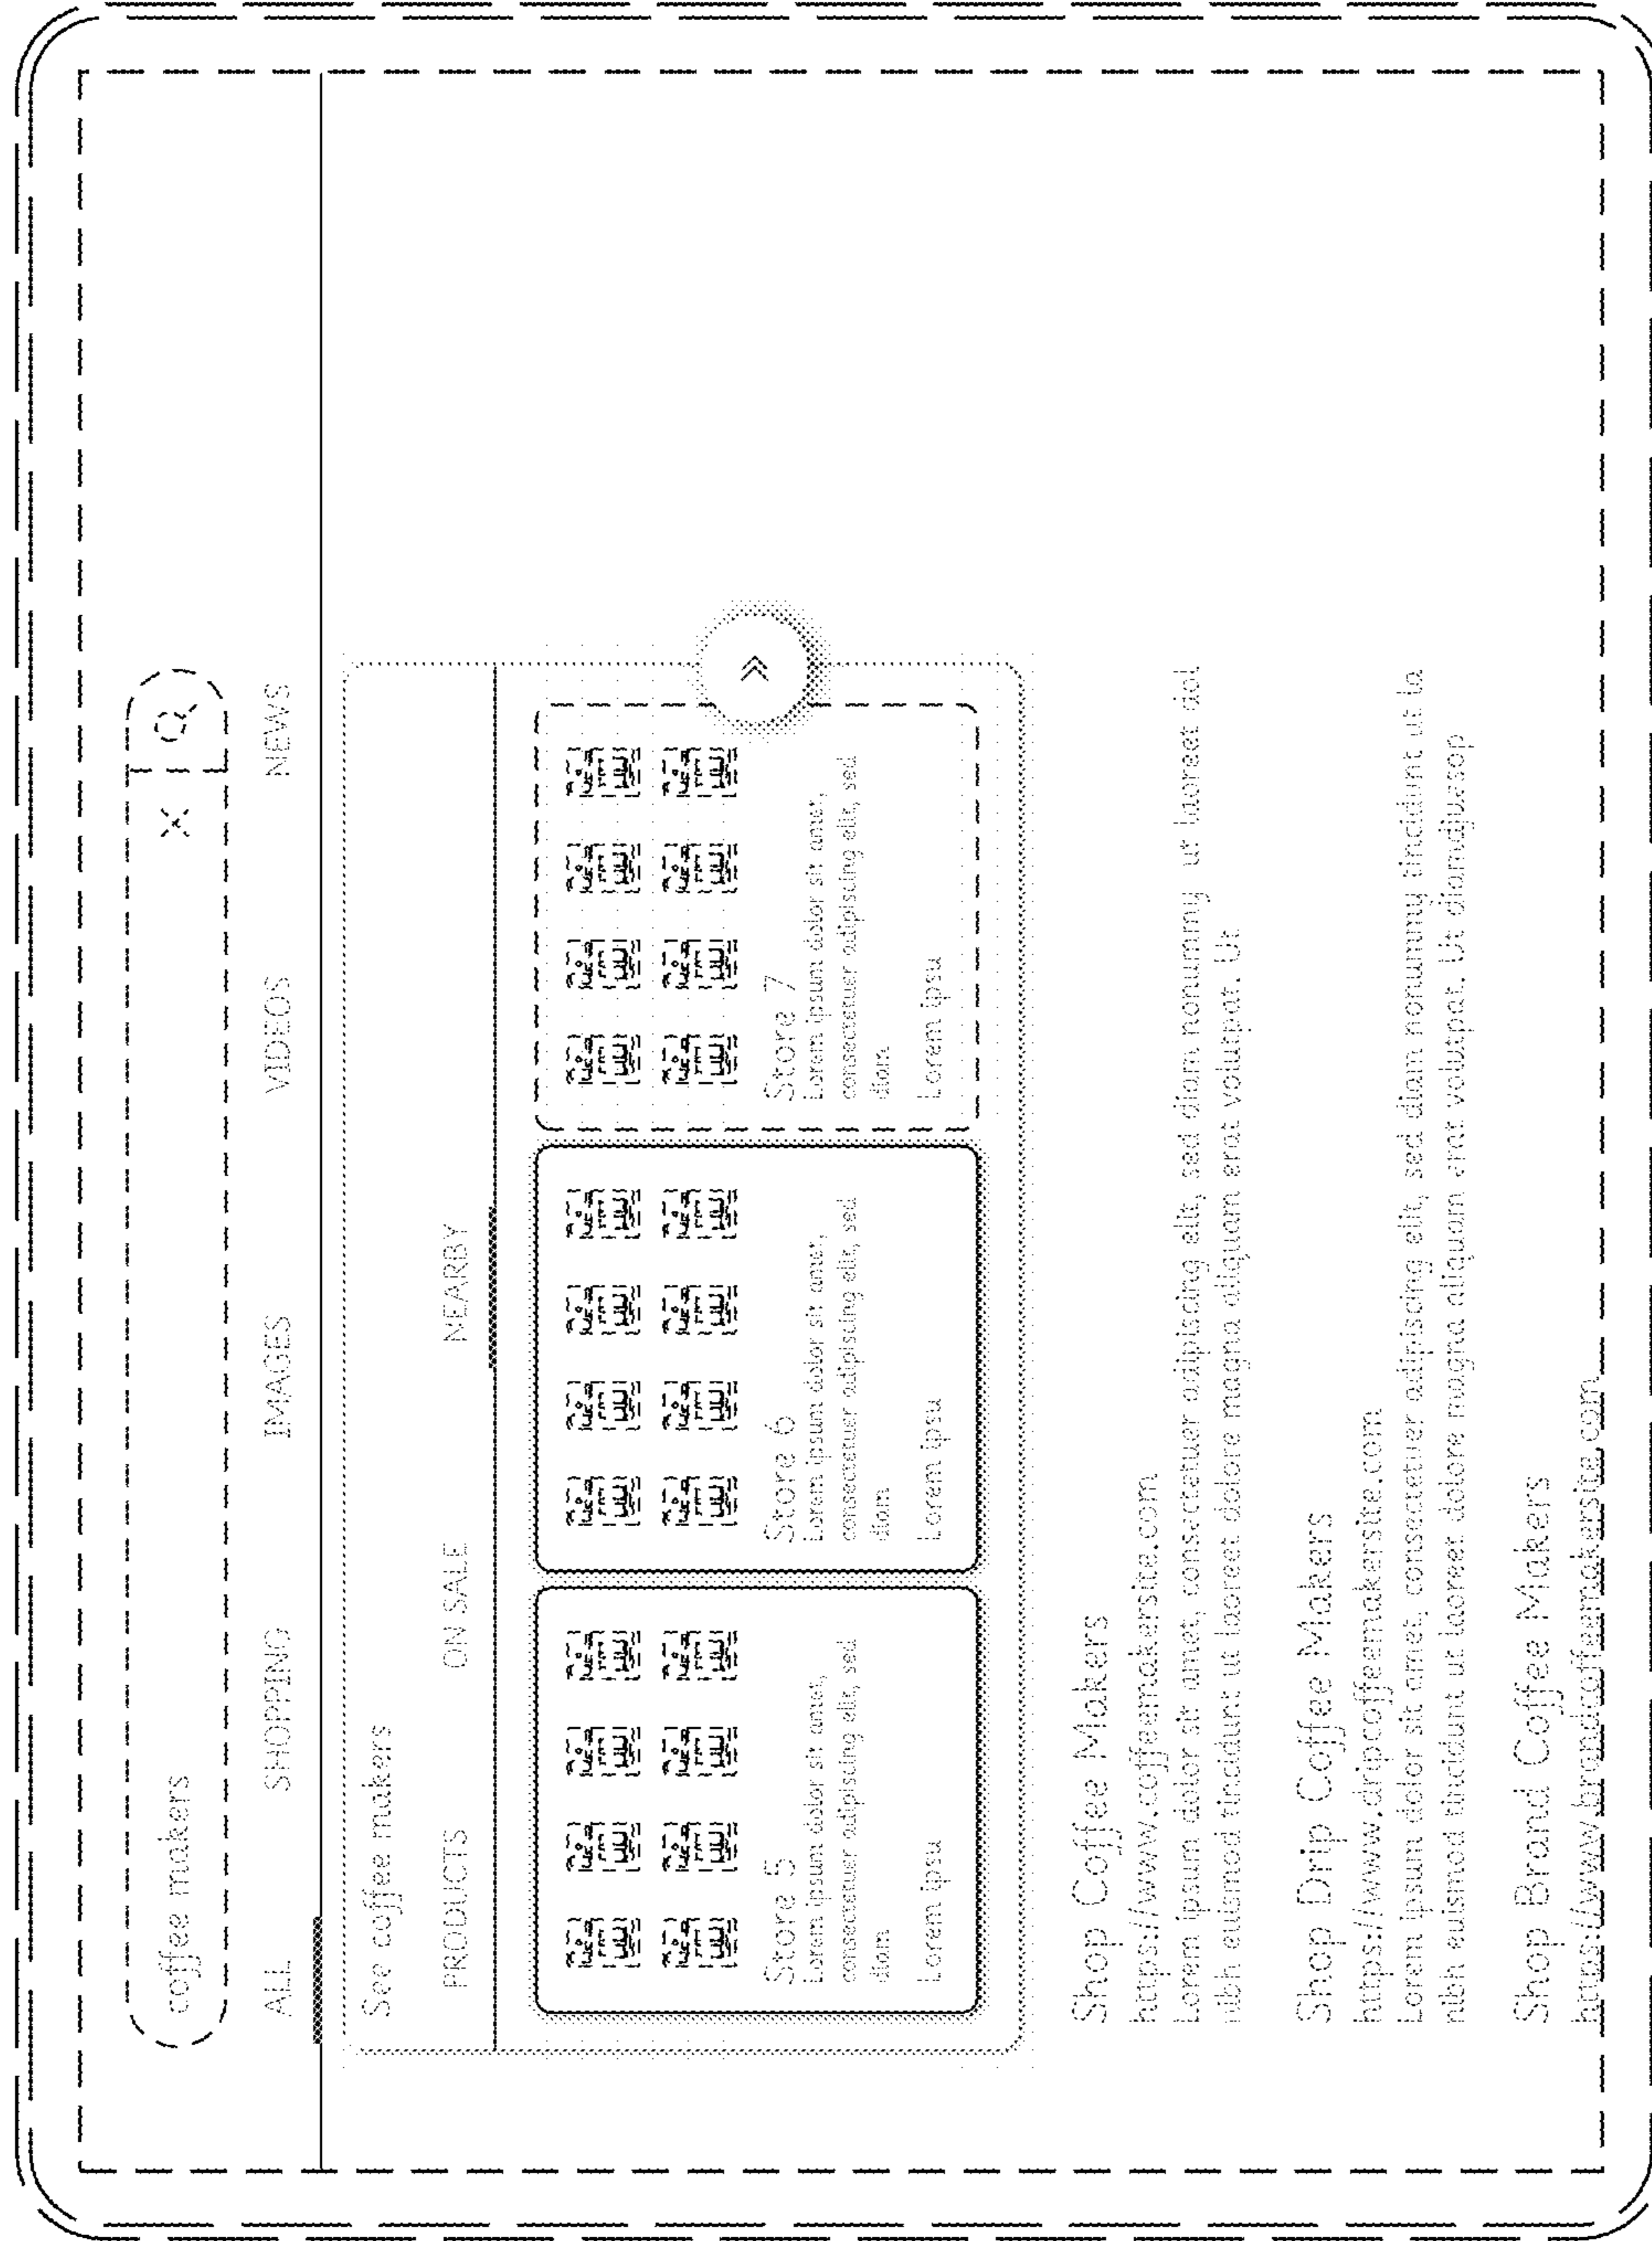 coffee makers
ALL SHOPPING IMAGES VIDEOS NEWS
See coffee makers
PRODUCTS ON SALE NEARBY
Store 5
Lorem ipsum dolor sit amet,
consectetuer adipiscing elit, sed
diam
Lorem ipsu
Store 6
Lorem ipsum dolor sit amet,
consectetuer adipiscing elit, sed
diam
Lorem ipsu
Store 7
Lorem ipsum dolor sit amet,
consectetuer adipiscing elit, sed
diam
Lorem ipsu
Shop Coffee Makers
https://www.coffeemakersite.com
Lorem ipsum dolor sit amet, consectetuer adipiscing elit, sed diam nonummy ut laoreet dol
nibh euismod tincidunt ut laoreet dolore magna aliquam erat volutpat. Ut
Shop Drip Coffee Makers
https://www.dripcoffeemakersite.com
Lorem ipsum dolor sit amet, consectetuer adipiscing elit, sed diam nonummy tincidunt ut la
nibh euismod tincidunt ut laoreet dolore magna aliquam volutpat. Ut
Shop Brand Coffee Makers
https://www.brandcoffeemakersite.com